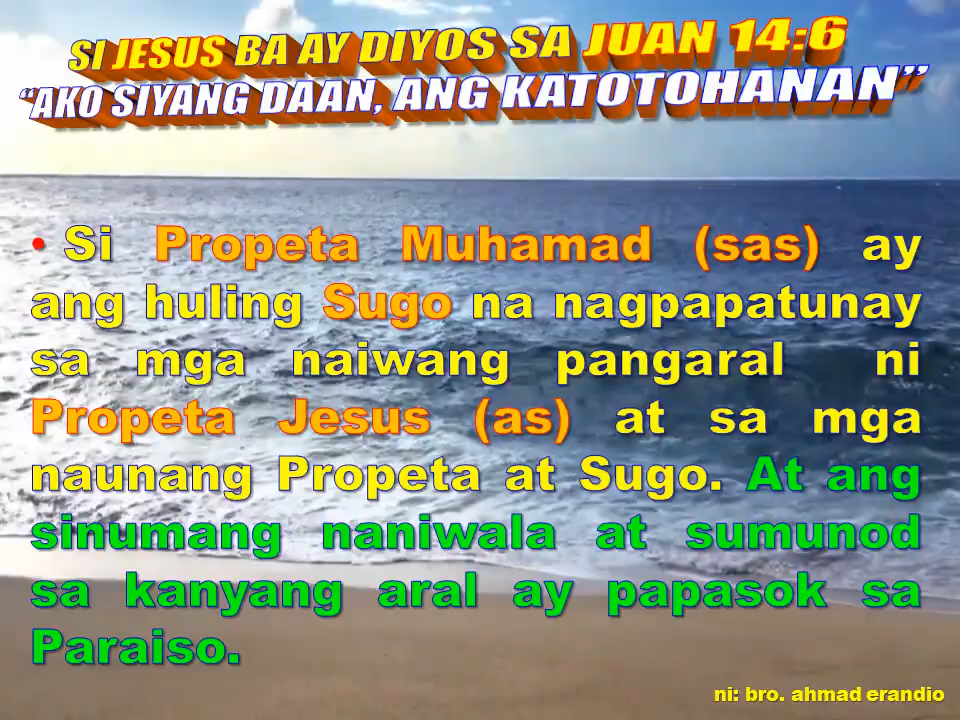 SI JESUS BA AY DIYOS SA JUAN 14:6
“AKO SIYANG DAAN, ANG KATOTOHANAN”
• Si Propeta Muhamad (sas) ay
ang huling Sugo na nagpapatunay
sa mga naiwang pangaral ni
Propeta Jesus (as) at sa mga
naunang Propeta at Sugo. At ang
sinumang naniwala at sumunod
sa kanyang aral ay papasok sa
Paraiso.
ni: bro. ahmad erandio